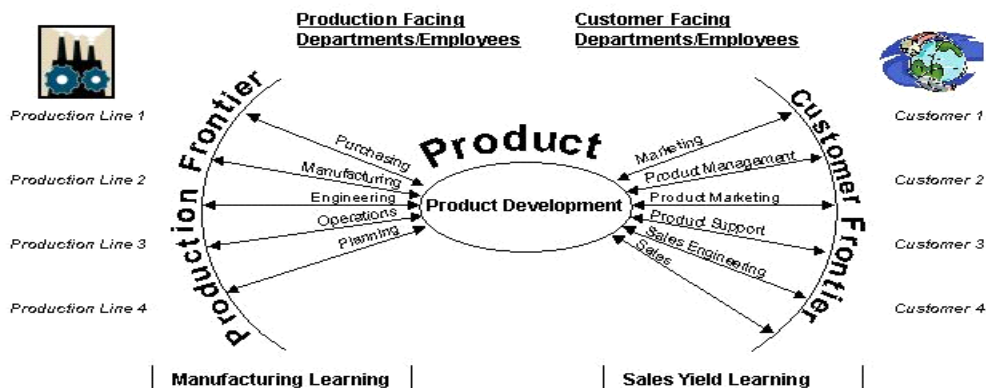 Production Facing
Departments/Employees
Customer Facing
Departments/Employees
Production Line 1
Production Line 2
Production Line 3
Production Line 4
Production Frontier
Purchasing
Manufacturing
Engineering
Operations
Planning
Product
Product Development
Marketing
Product Management
Product Marketing
Product Support
Sales Engineering
Sales
Customer Frontier
Customer 1
Customer 2
Customer 3
Customer 4
Manufacturing Learning
Sales Yield Learning